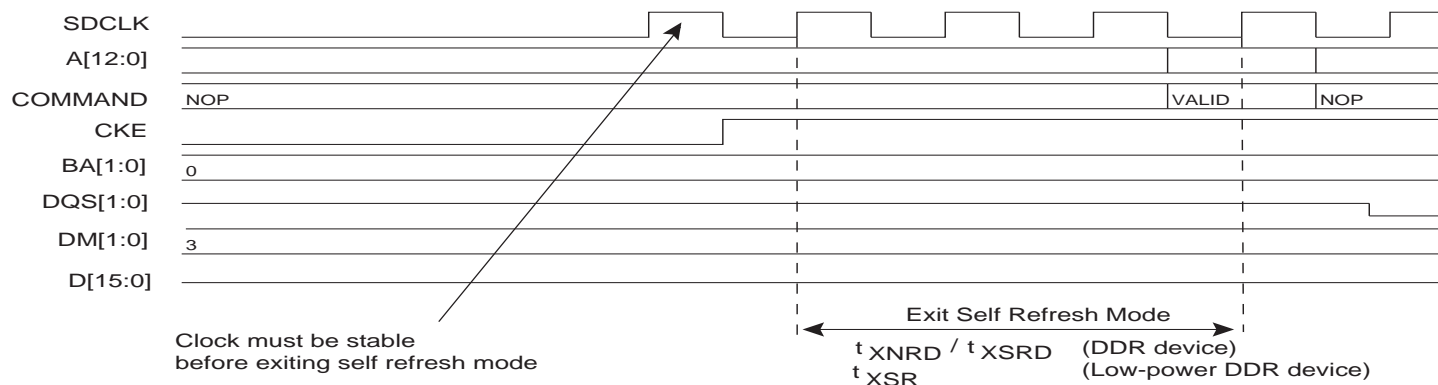 SDCLK
A[12:0]
COMMAND NOP VALID NOP
CKE
BA[1:0] 0
DQS[1:0]
DM[1:0] 3
D[15:0]
Clock must be stable
before exiting self refresh mode
Exit Self Refresh Mode
t XNRD / t XSRD (DDR device)
t XSR (Low-power DDR device)